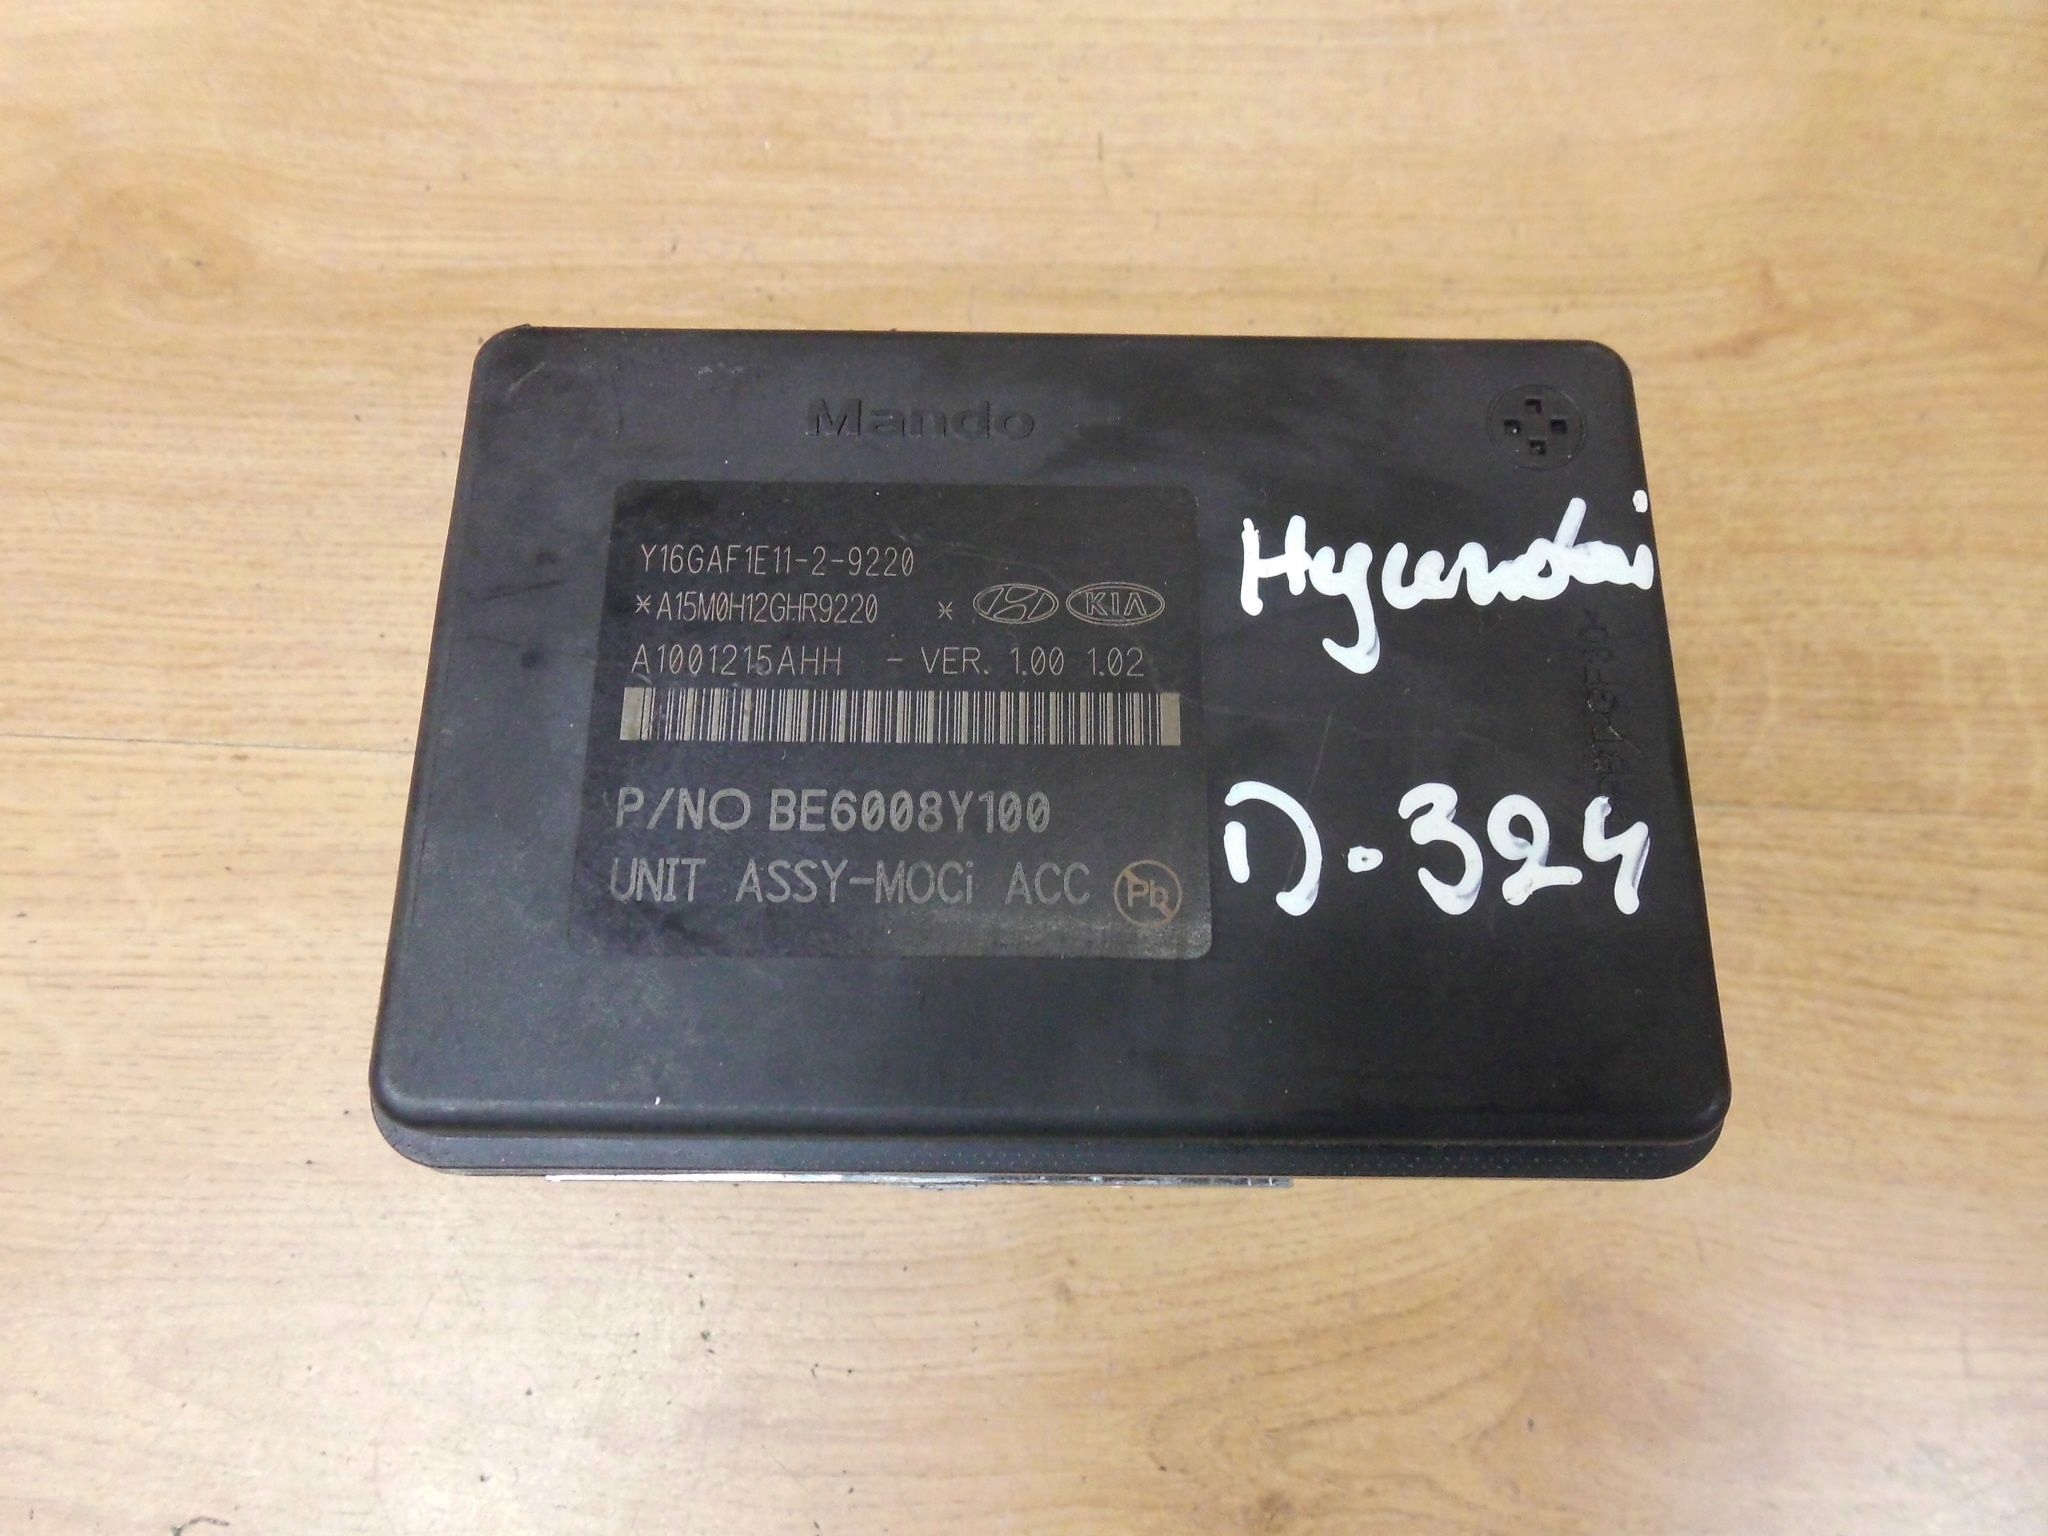 Mando
Y16GAF1E11-2-9220
*A15M0H12GHR9220 *
KIA
A1001215AHH - VER. 1.00 1.02
P/NO BE6008Y100
UNIT ASSY-MOCi ACC
Pb
Hyundai
D.324